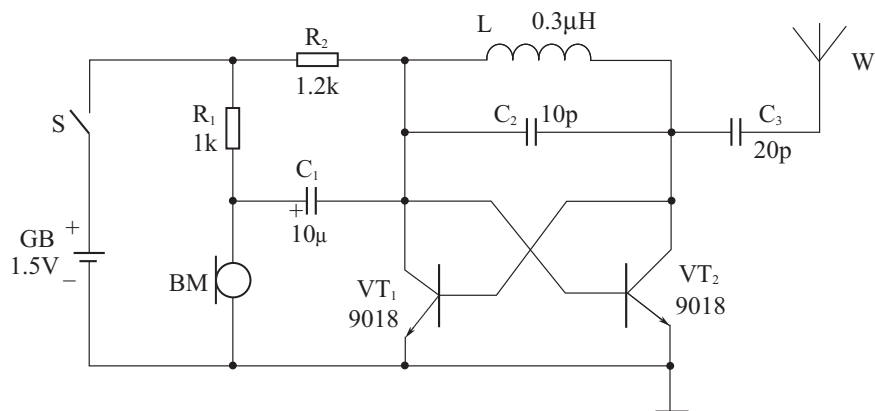 L 0.3μH
R₂
W
1.2k
C₂ 10p
C₃
R₁
S
1k
20p
C₁
+
+
10μ
GB
1.5V
VT₂
−
BM
VT₁
9018
9018